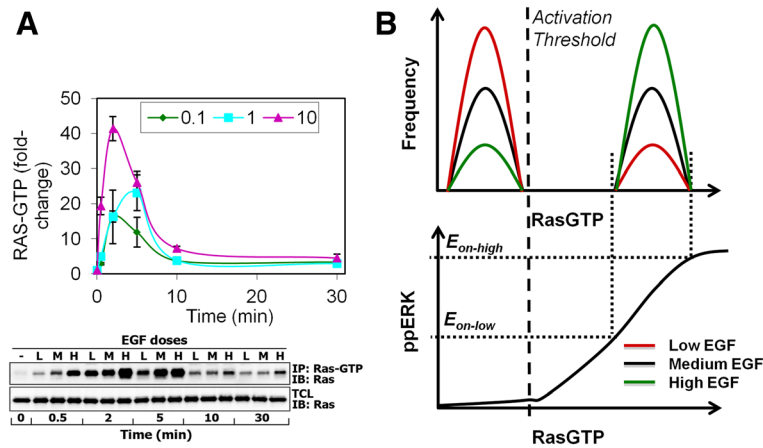 A
RAS-GTP (fold-
change)
50
40
30
20
10
0
0.1 1 10
0 10 20 30
Time (min)
EGF doses
- L M H L M H L M H L M H L M H
IP: Ras-GTP
IB: Ras
TCL
IB: Ras
0 0.5 2 5 10 30
Time (min)
B
Activation
Threshold
Frequency
RasGTP
Eon-high
Eon-low
ppERK
Low EGF
Medium EGF
High EGF
RasGTP